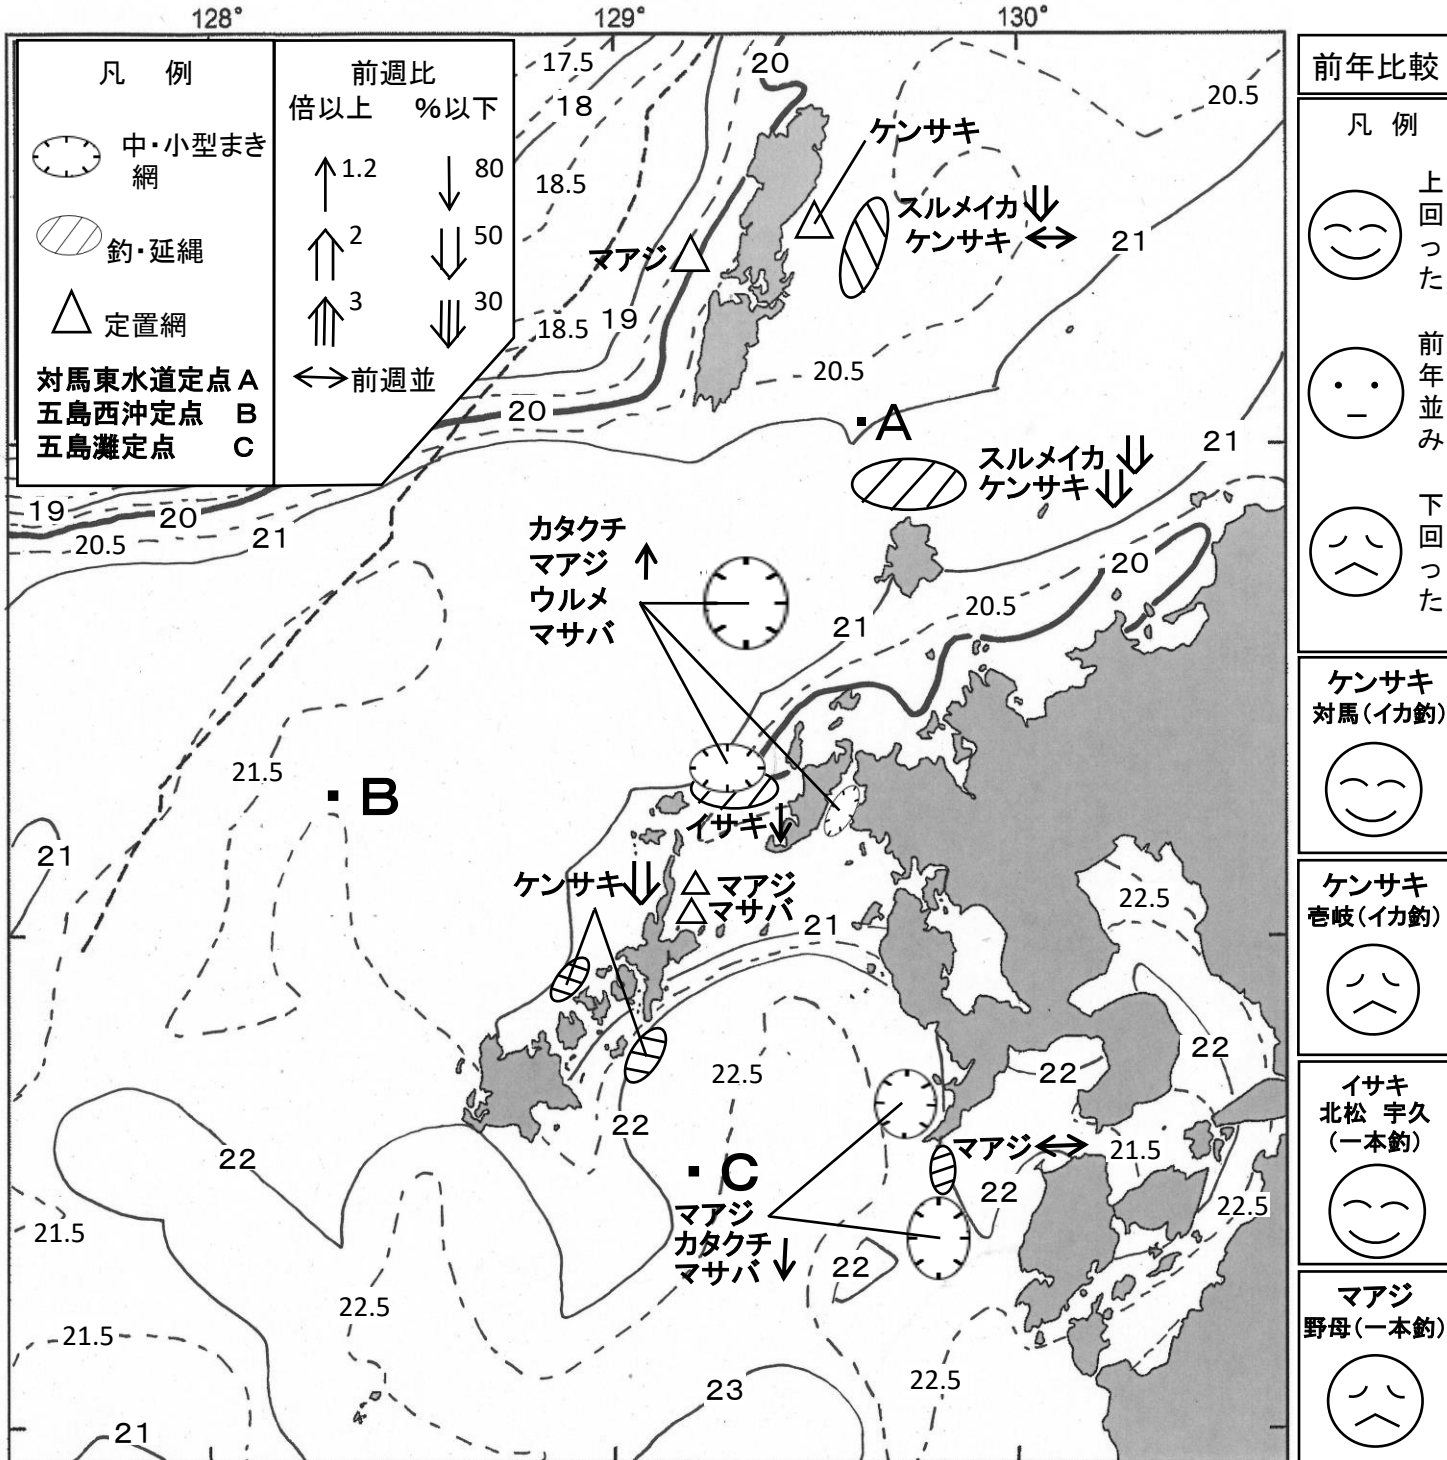 128°
129°
130°
凡 例
中・小型まき
網
釣・延縄
定置網
対馬東水道定点 A
五島西沖定点 B
五島灘定点 C
前週比
倍以上 %以下
1.2 80
2 50
3 30
前週並
17.5
18
18.5
18.5
19
20
20
19
20
20.5
21
20.5
21
20.5
21
ケンサキ
スルメイカ
ケンサキ
マアジ
A
スルメイカ
ケンサキ
カタクチ
マアジ
ウルメ
マサバ
20
20.5
21
21.5
B
21
イサキ
ケンサキ
マアジ
マサバ
21
22.5
22
22
22.5
22
22
C
マアジ
21.5
22
22.5
マアジ
カタクチ
マサバ
22
21.5
22.5
21.5
21
23
22.5
前年比較
凡 例
上回った
前年並み
下回った
ケンサキ
対馬(イカ釣)
ケンサキ
壱岐(イカ釣)
イサキ
北松 宇久
(一本釣)
マアジ
野母(一本釣)